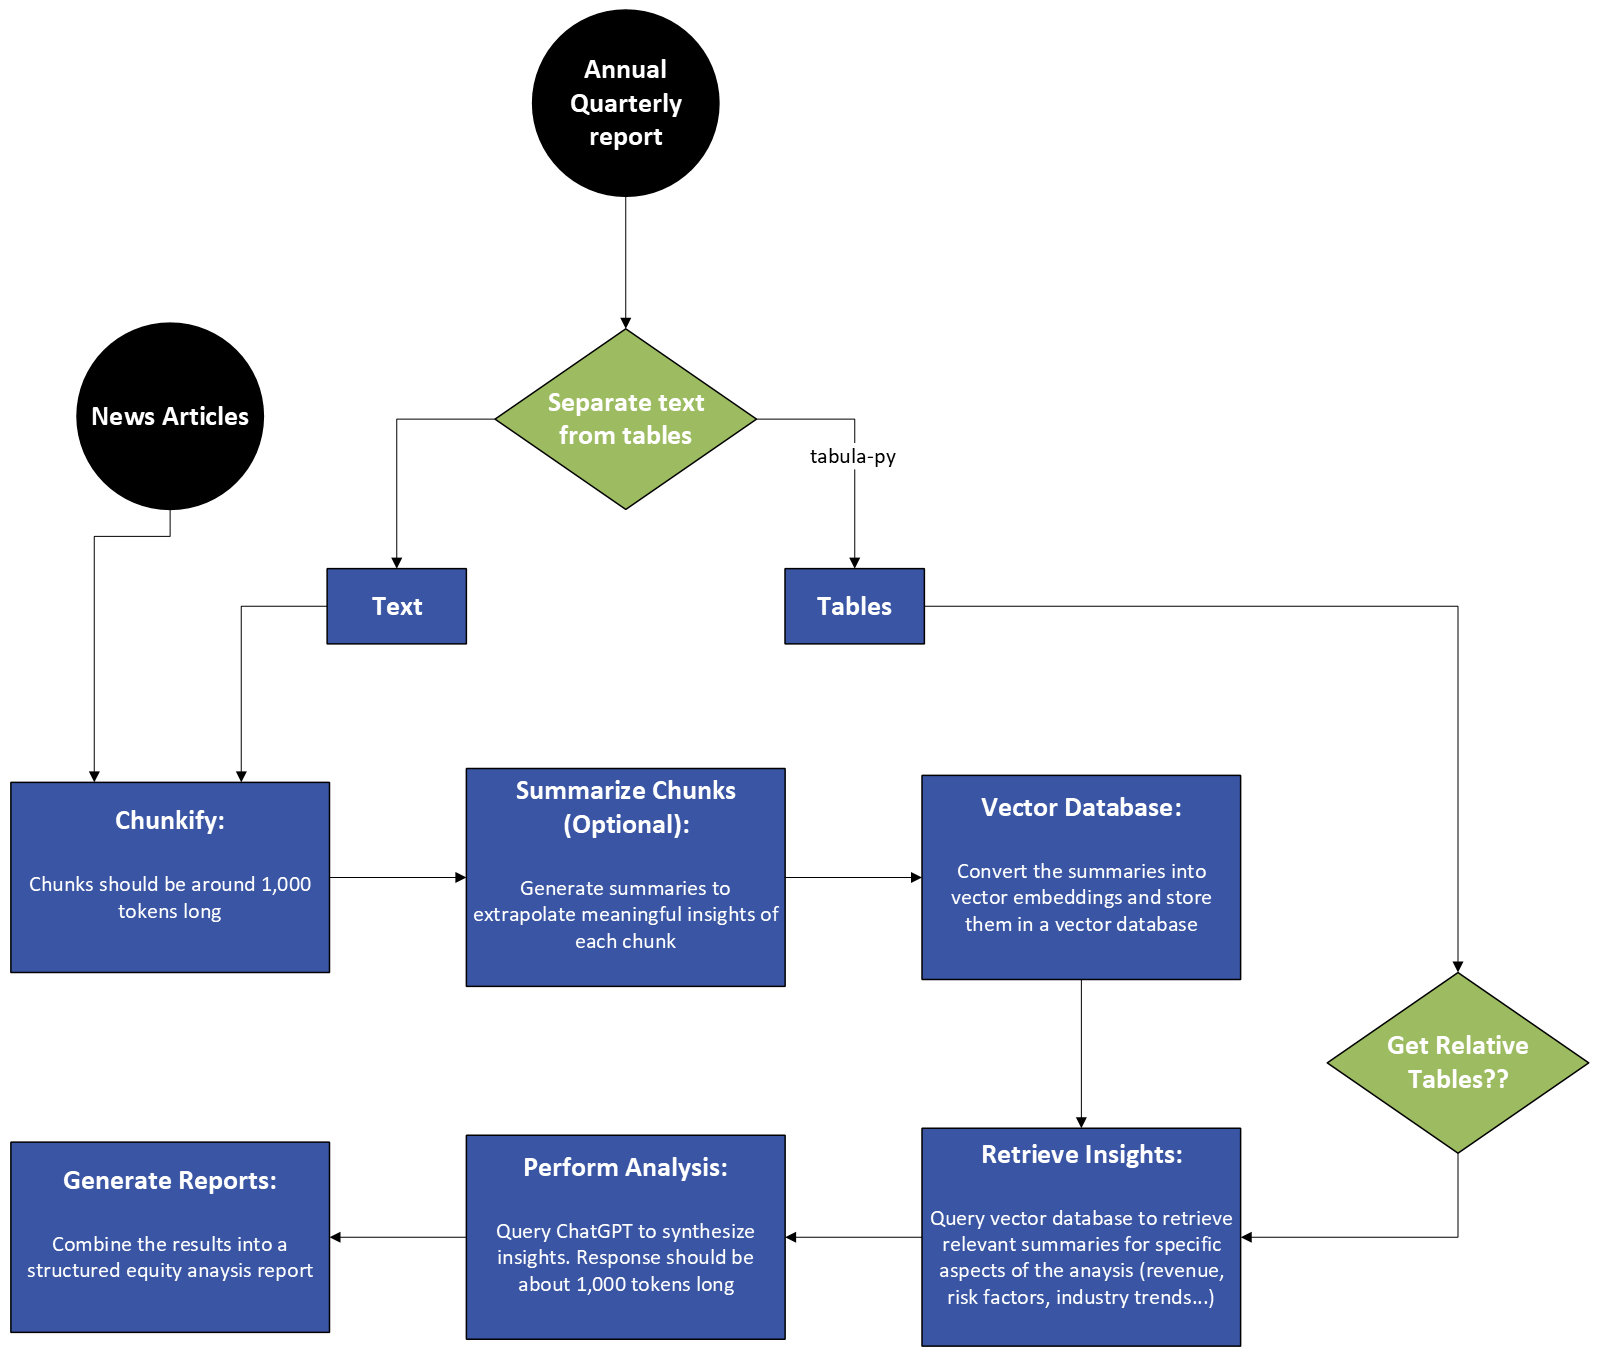 Annual
Quarterly
report
News Articles
Separate text
from tables
tabula-py
Text
Tables
Chunkify:
Chunks should be around 1,000
tokens long
Summarize Chunks
(Optional):
Generate summaries to
extrapolate meaningful insights of
each chunk
Vector Database:
Convert the summaries into
vector embeddings and store
them in a vector database
Get Relative
Tables??
Retrieve Insights:
Query vector database to retrieve
relevant summaries for specific
aspects of the anaysis (revenue,
risk factors, industry trends...)
Perform Analysis:
Query ChatGPT to synthesize
insights. Response should be
about 1,000 tokens long
Generate Reports:
Combine the results into a
structured equity anaysis report